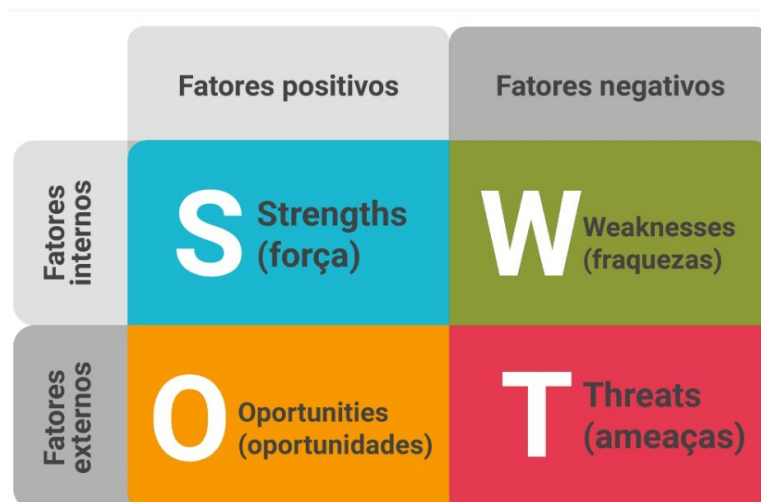 Fatores positivos
Fatores negativos
Fatores
internos
S
Strengths
(força)
W
Weaknesses
(fraquezas)
Fatores
externos
O
Oportunities
(oportunidades)
T
Threats
(ameaças)